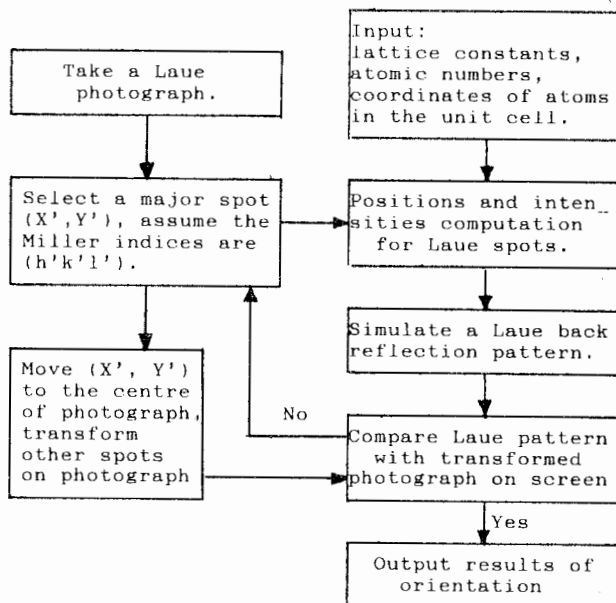 Take a Laue
photograph.
Input:
lattice constants,
atomic numbers,
coordinates of atoms
in the unit cell.
Select a major spot
(X',Y'), assume the
Miller indices are
(h'k'l').
Positions and inten_
sities computation
for Laue spots.
Simulate a Laue back
reflection pattern.
Move (X', Y')
to the centre
of photograph,
transform
other spots
on photograph
No
Compare Laue pattern
with transformed
photograph on screen
Yes
Output results of
orientation